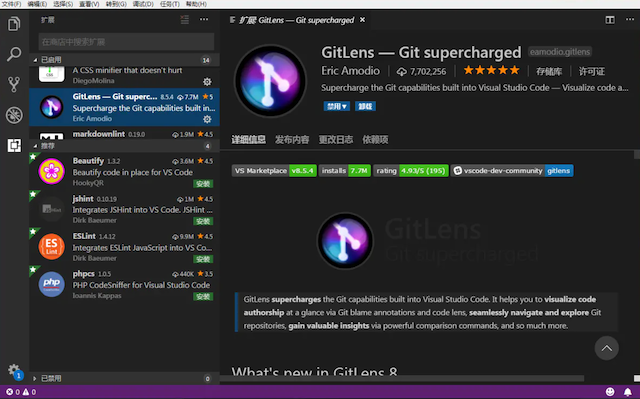 文件(F) 编辑(E) 选择(S) 查看(V) 转到(G) 调试(D) 任务(T) 帮助(H)
扩展
在商店中搜索扩展
已启用 14
A CSS minifier that doesn't hurt
DiegoMolina
GitLens — Git superc... 8.5.4 7.7M 5
Supercharge the Git capabilities built in...
Eric Amodio
markdownlint 0.19.0 1.9M 4.5
推荐 4
Beautify 1.3.2 3.6M 4.5
Beautify code in place for VS Code
HookyQR 安装
jshint 0.10.19 1M 4.5
Integrates JSHint into VS Code. JSHint ...
Dirk Baeumer 安装
ES
Lint
ESLint 1.4.12 9.9M 4.5
Integrates ESLint JavaScript into VS Co...
Dirk Baeumer 安装
php
phpcs 1.0.5 440K 3.5
PHP CodeSniffer for Visual Studio Code
Ioannis Kappas 安装
已禁用 0
1
0 0
扩展: GitLens — Git supercharged
GitLens — Git supercharged eamodio.gitlens
Eric Amodio 7,702,256 存储库 许可证
Supercharge the Git capabilities built into Visual Studio Code — Visualize code a...
禁用 卸载
详细信息 发布内容 更改日志 依赖项
VS Marketplace v8.5.4 installs 7.7M rating 4.93/5 (195) vscode-dev-community gitlens
GitLens
Git supercharged
GitLens supercharges the Git capabilities built into Visual Studio Code. It helps you to visualize code
authorship at a glance via Git blame annotations and code lens, seamlessly navigate and explore Git
repositories, gain valuable insights via powerful comparison commands, and so much more.
What's new in GitLens 8